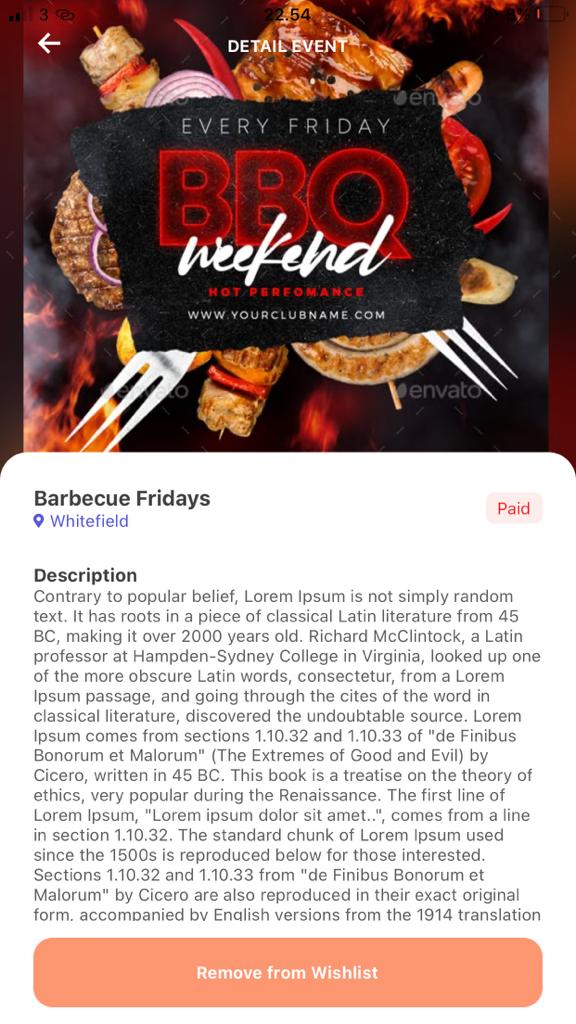 3 22.54 8%
DETAIL EVENT
envato
EVERY FRIDAY
BBQ
weekend
HOT PERFOMANCE
WWW.YOURCLUBNAME.COM
envato
Barbecue Fridays
Whitefield
Paid
Description
Contrary to popular belief, Lorem Ipsum is not simply random
text. It has roots in a piece of classical Latin literature from 45
BC, making it over 2000 years old. Richard McClintock, a Latin
professor at Hampden-Sydney College in Virginia, looked up one
of the more obscure Latin words, consectetur, from a Lorem
Ipsum passage, and going through the cites of the word in
classical literature, discovered the undoubtable source. Lorem
Ipsum comes from sections 1.10.32 and 1.10.33 of "de Finibus
Bonorum et Malorum" (The Extremes of Good and Evil) by
Cicero, written in 45 BC. This book is a treatise on the theory of
ethics, very popular during the Renaissance. The first line of
Lorem Ipsum, "Lorem ipsum dolor sit amet..", comes from a line
in section 1.10.32. The standard chunk of Lorem Ipsum used
since the 1500s is reproduced below for those interested.
Sections 1.10.32 and 1.10.33 from "de Finibus Bonorum et
Malorum" by Cicero are also reproduced in their exact original
form, accompanied by English versions from the 1914 translation
Remove from Wishlist